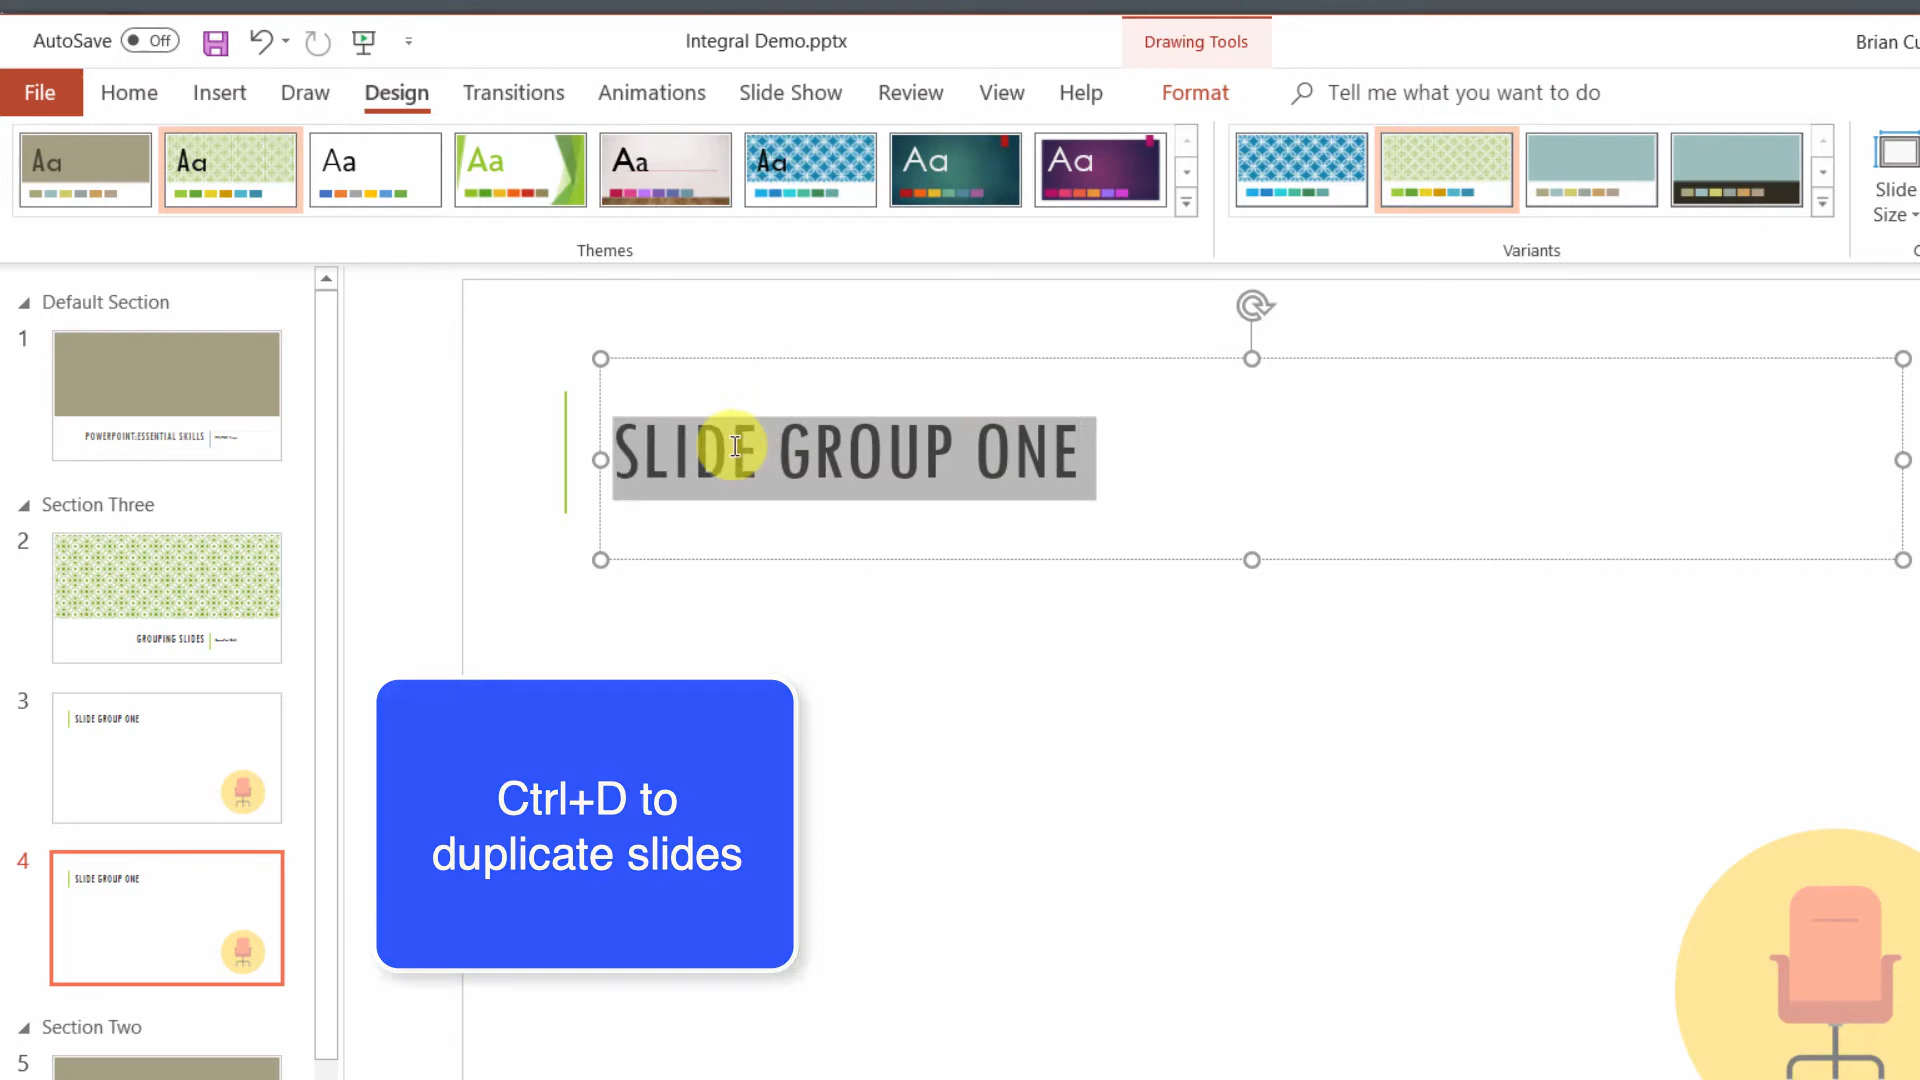 AutoSave Off
Integral Demo.pptx
Drawing Tools
Brian Cu
File Home Insert Draw Design Transitions Animations Slide Show Review View Help Format Tell me what you want to do
Aa Aa Aa Aa Aa Aa Aa Aa
Slide
Size
Themes
Variants
Default Section
1
POWERPOINT:ESSENTIAL SKILLS
Section Three
2
GROUPING SLIDES
3
SLIDE GROUP ONE
4
SLIDE GROUP ONE
Section Two
5
SLIDE GROUP ONE
Ctrl+D to
duplicate slides